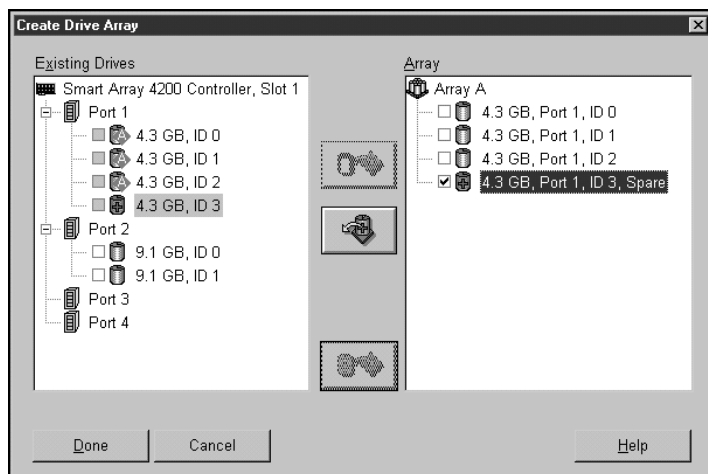 Create Drive Array
Existing Drives
Smart Array 4200 Controller, Slot 1
Port 1
4.3 GB, ID 0
4.3 GB, ID 1
4.3 GB, ID 2
4.3 GB, ID 3
Port 2
9.1 GB, ID 0
9.1 GB, ID 1
Port 3
Port 4
Array
Array A
4.3 GB, Port 1, ID 0
4.3 GB, Port 1, ID 1
4.3 GB, Port 1, ID 2
4.3 GB, Port 1, ID 3, Spare
Done
Cancel
Help